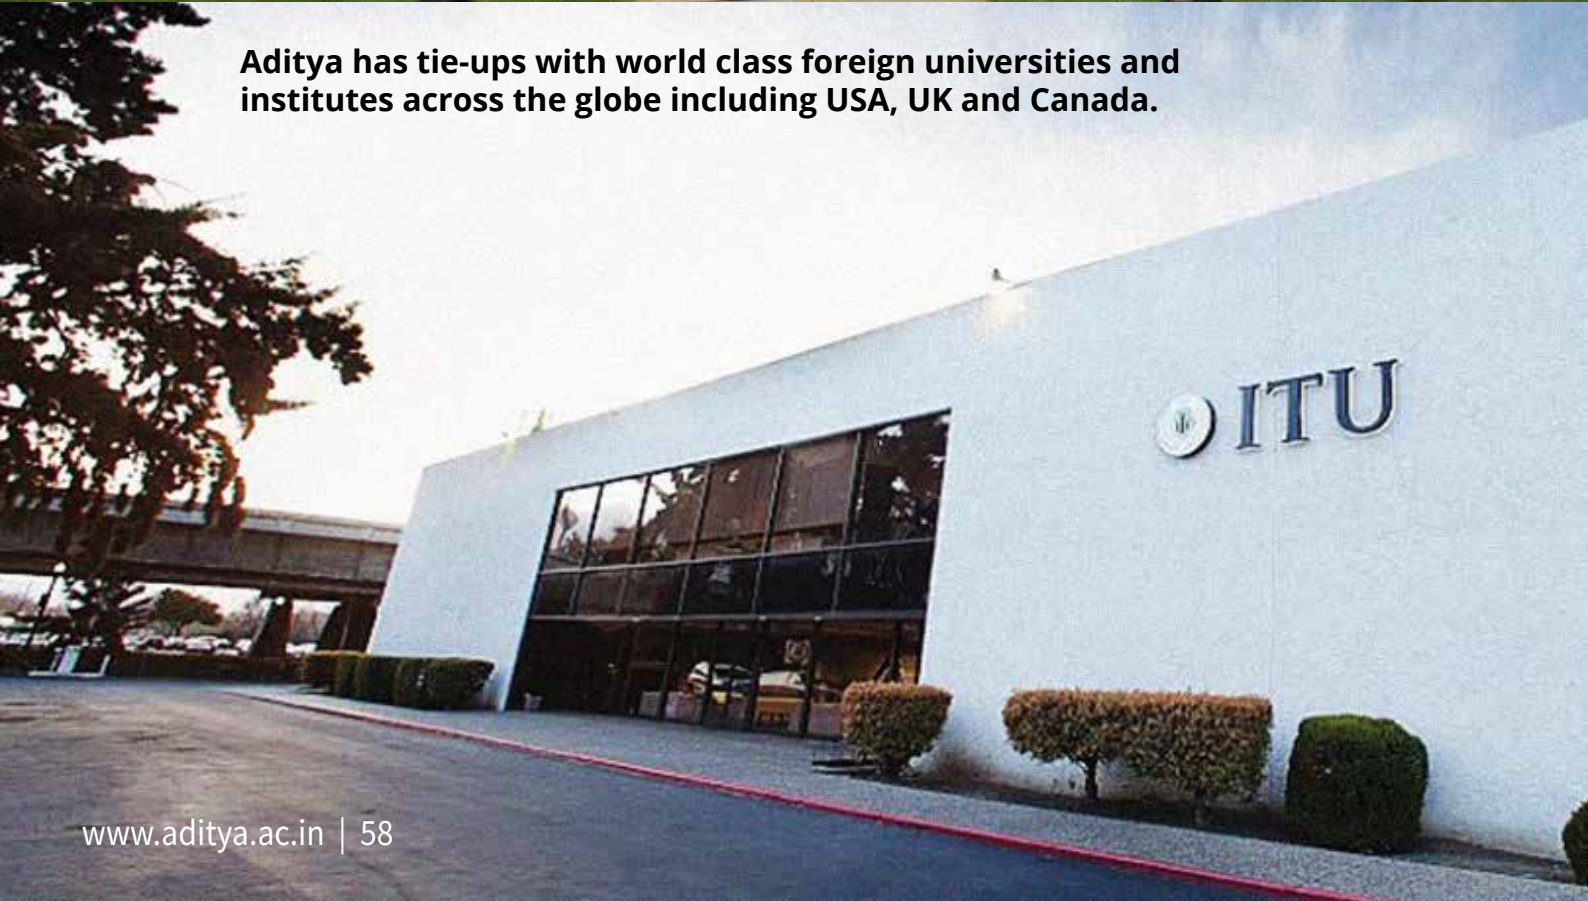 Aditya has tie-ups with world class foreign universities and
institutes across the globe including USA, UK and Canada.
ITU
www.aditya.ac.in | 58